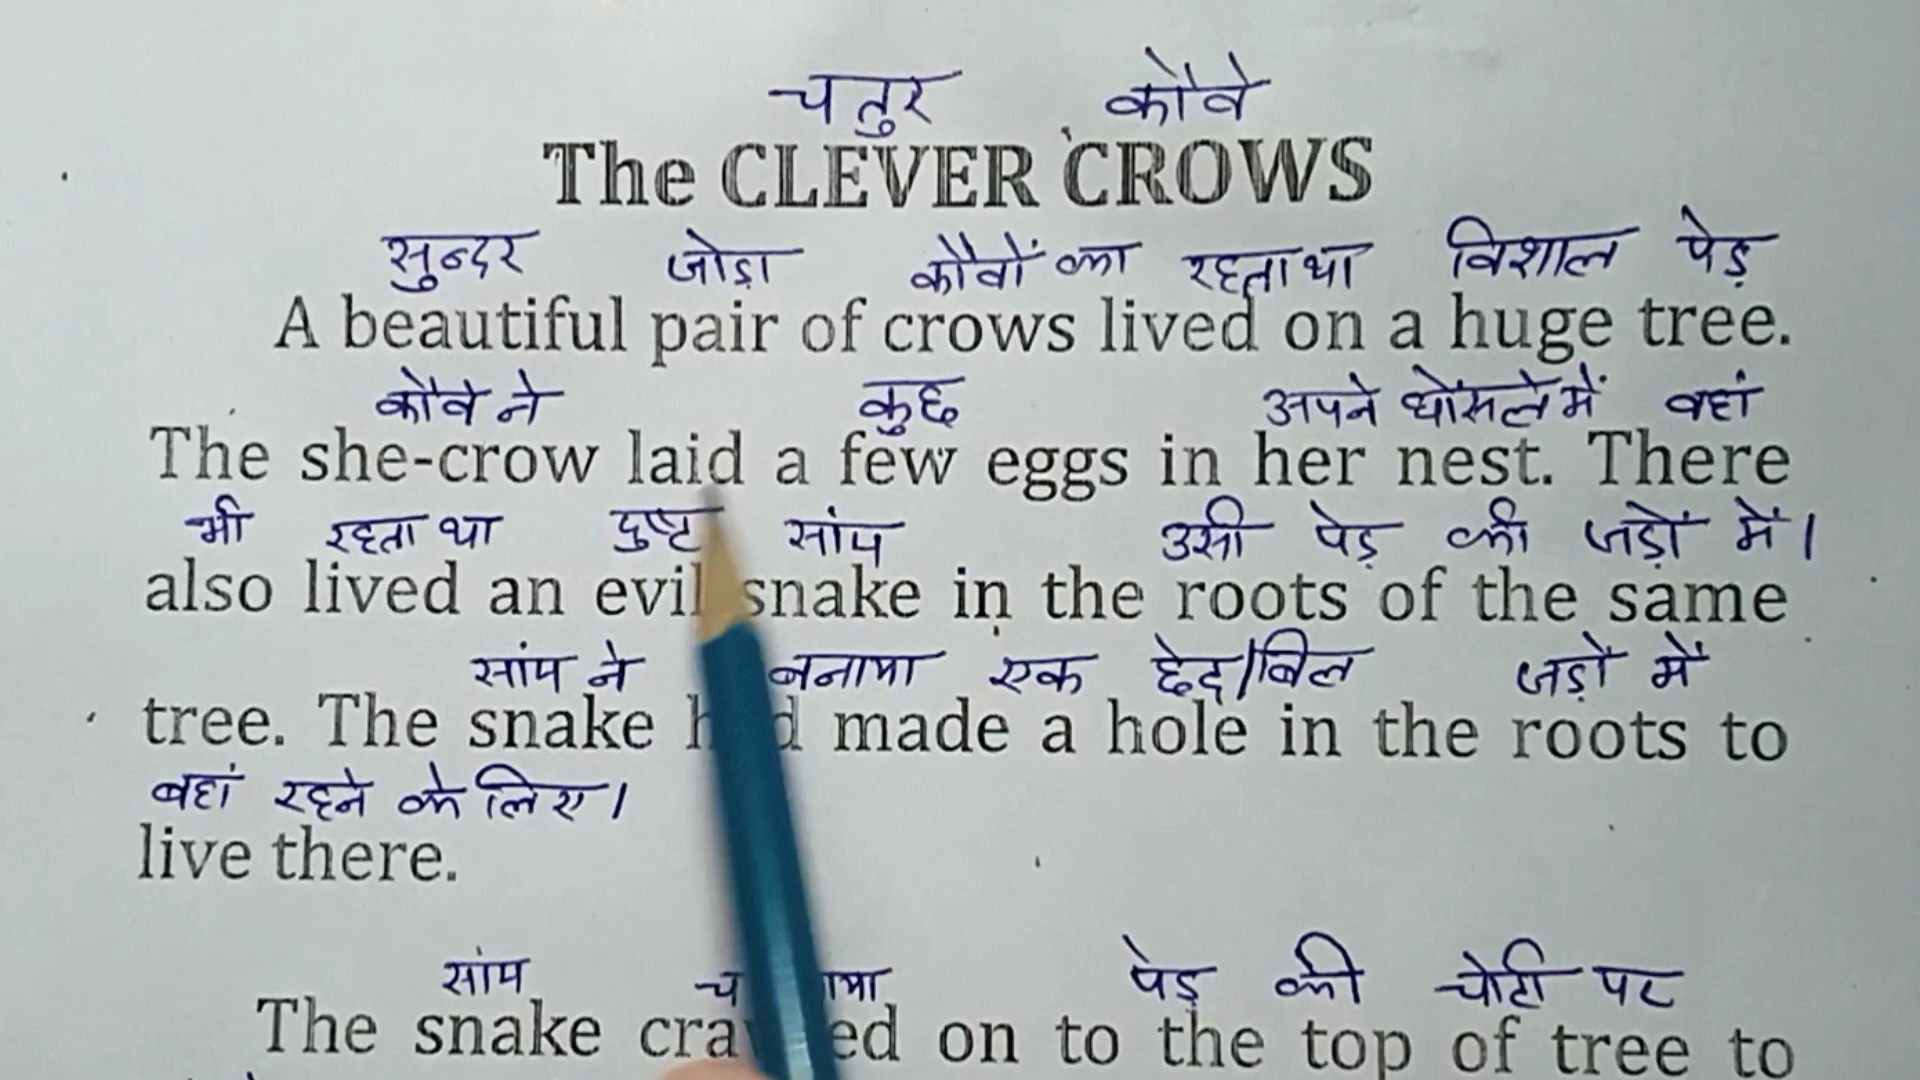 चतुर कौवे
The CLEVER CROWS
सुन्दर जोड़ा कौवों का रहता था विशाल पेड़
A beautiful pair of crows lived on a huge tree.
कौवे ने कुछ अपने घोंसले में वहां
The she-crow laid a few eggs in her nest. There
भी रहता था दुष्ट सांप उसी पेड़ की जड़ों में।
also lived an evil snake in the roots of the same
सांप ने बनाया एक छेद/बिल जड़ों में
tree. The snake made a hole in the roots to
वहां रहने के लिए।
live there.
सांप पेड़ की चोटी पर
The snake on to the top of tree to